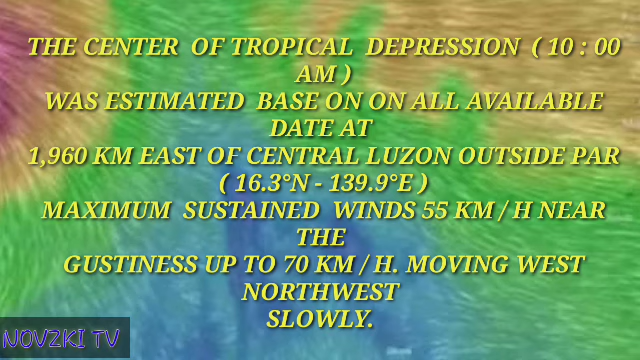 THE CENTER OF TROPICAL DEPRESSION ( 10 : 00
AM )
WAS ESTIMATED BASE ON ON ALL AVAILABLE
DATE AT
1,960 KM EAST OF CENTRAL LUZON OUTSIDE PAR
( 16.3°N - 139.9°E )
MAXIMUM SUSTAINED WINDS 55 KM / H NEAR
THE
GUSTINESS UP TO 70 KM / H. MOVING WEST
NORTHWEST
SLOWLY.
NOVZKI TV